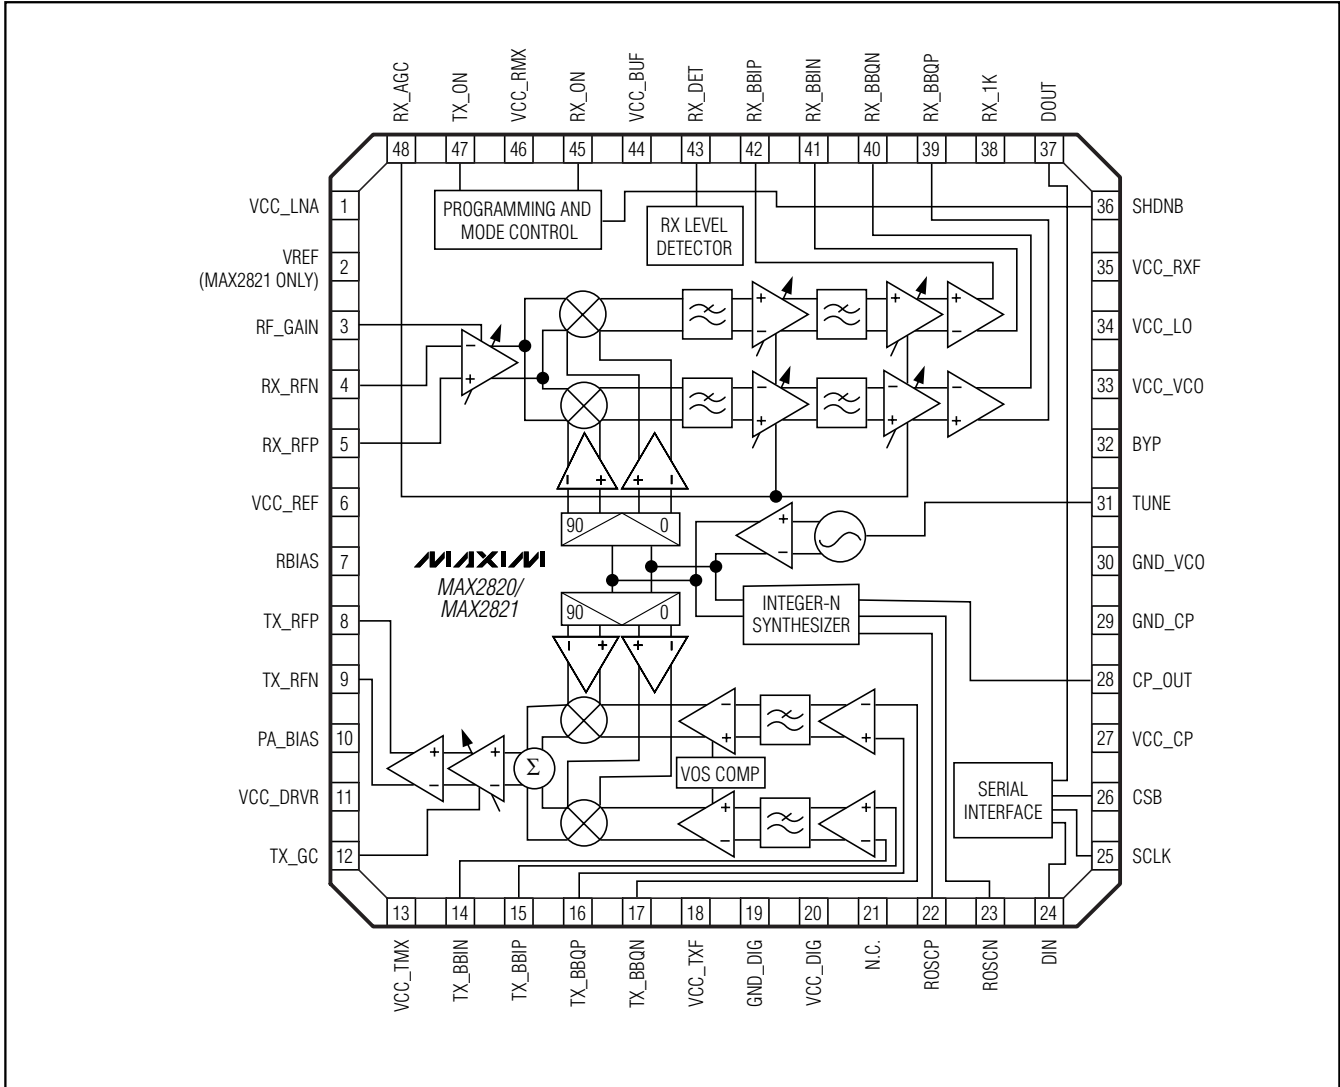 RX_AGC
TX_ON
VCC_RMX
RX_ON
VCC_BUF
RX_DET
RX_BBIP
RX_BBIN
RX_BBQN
RX_BBQP
RX_1K
DOUT
48 47 46 45 44 43 42 41 40 39 38 37
VCC_LNA 1
VREF
(MAX2821 ONLY) 2
RF_GAIN 3
RX_RFN 4
RX_RFP 5
VCC_REF 6
RBIAS 7
TX_RFP 8
TX_RFN 9
PA_BIAS 10
VCC_DRVR 11
TX_GC 12
PROGRAMMING AND
MODE CONTROL
RX LEVEL
DETECTOR
− +
+ −
+ −
+ −
+ −
− +
− +
− +
− + + −
90 0
+ −
MAXIM
MAX2820/
MAX2821
90 0
− + + −
INTEGER-N
SYNTHESIZER
− +
− +
+ −
+ −
Σ
VOS COMP
+ −
+ −
SERIAL
INTERFACE
36 SHDNB
35 VCC_RXF
34 VCC_LO
33 VCC_VCO
32 BYP
31 TUNE
30 GND_VCO
29 GND_CP
28 CP_OUT
27 VCC_CP
26 CSB
25 SCLK
13 14 15 16 17 18 19 20 21 22 23 24
VCC_TMX
TX_BBIN
TX_BBIP
TX_BBQP
TX_BBQN
VCC_TXF
GND_DIG
VCC_DIG
N.C.
ROSCP
ROSCN
DIN